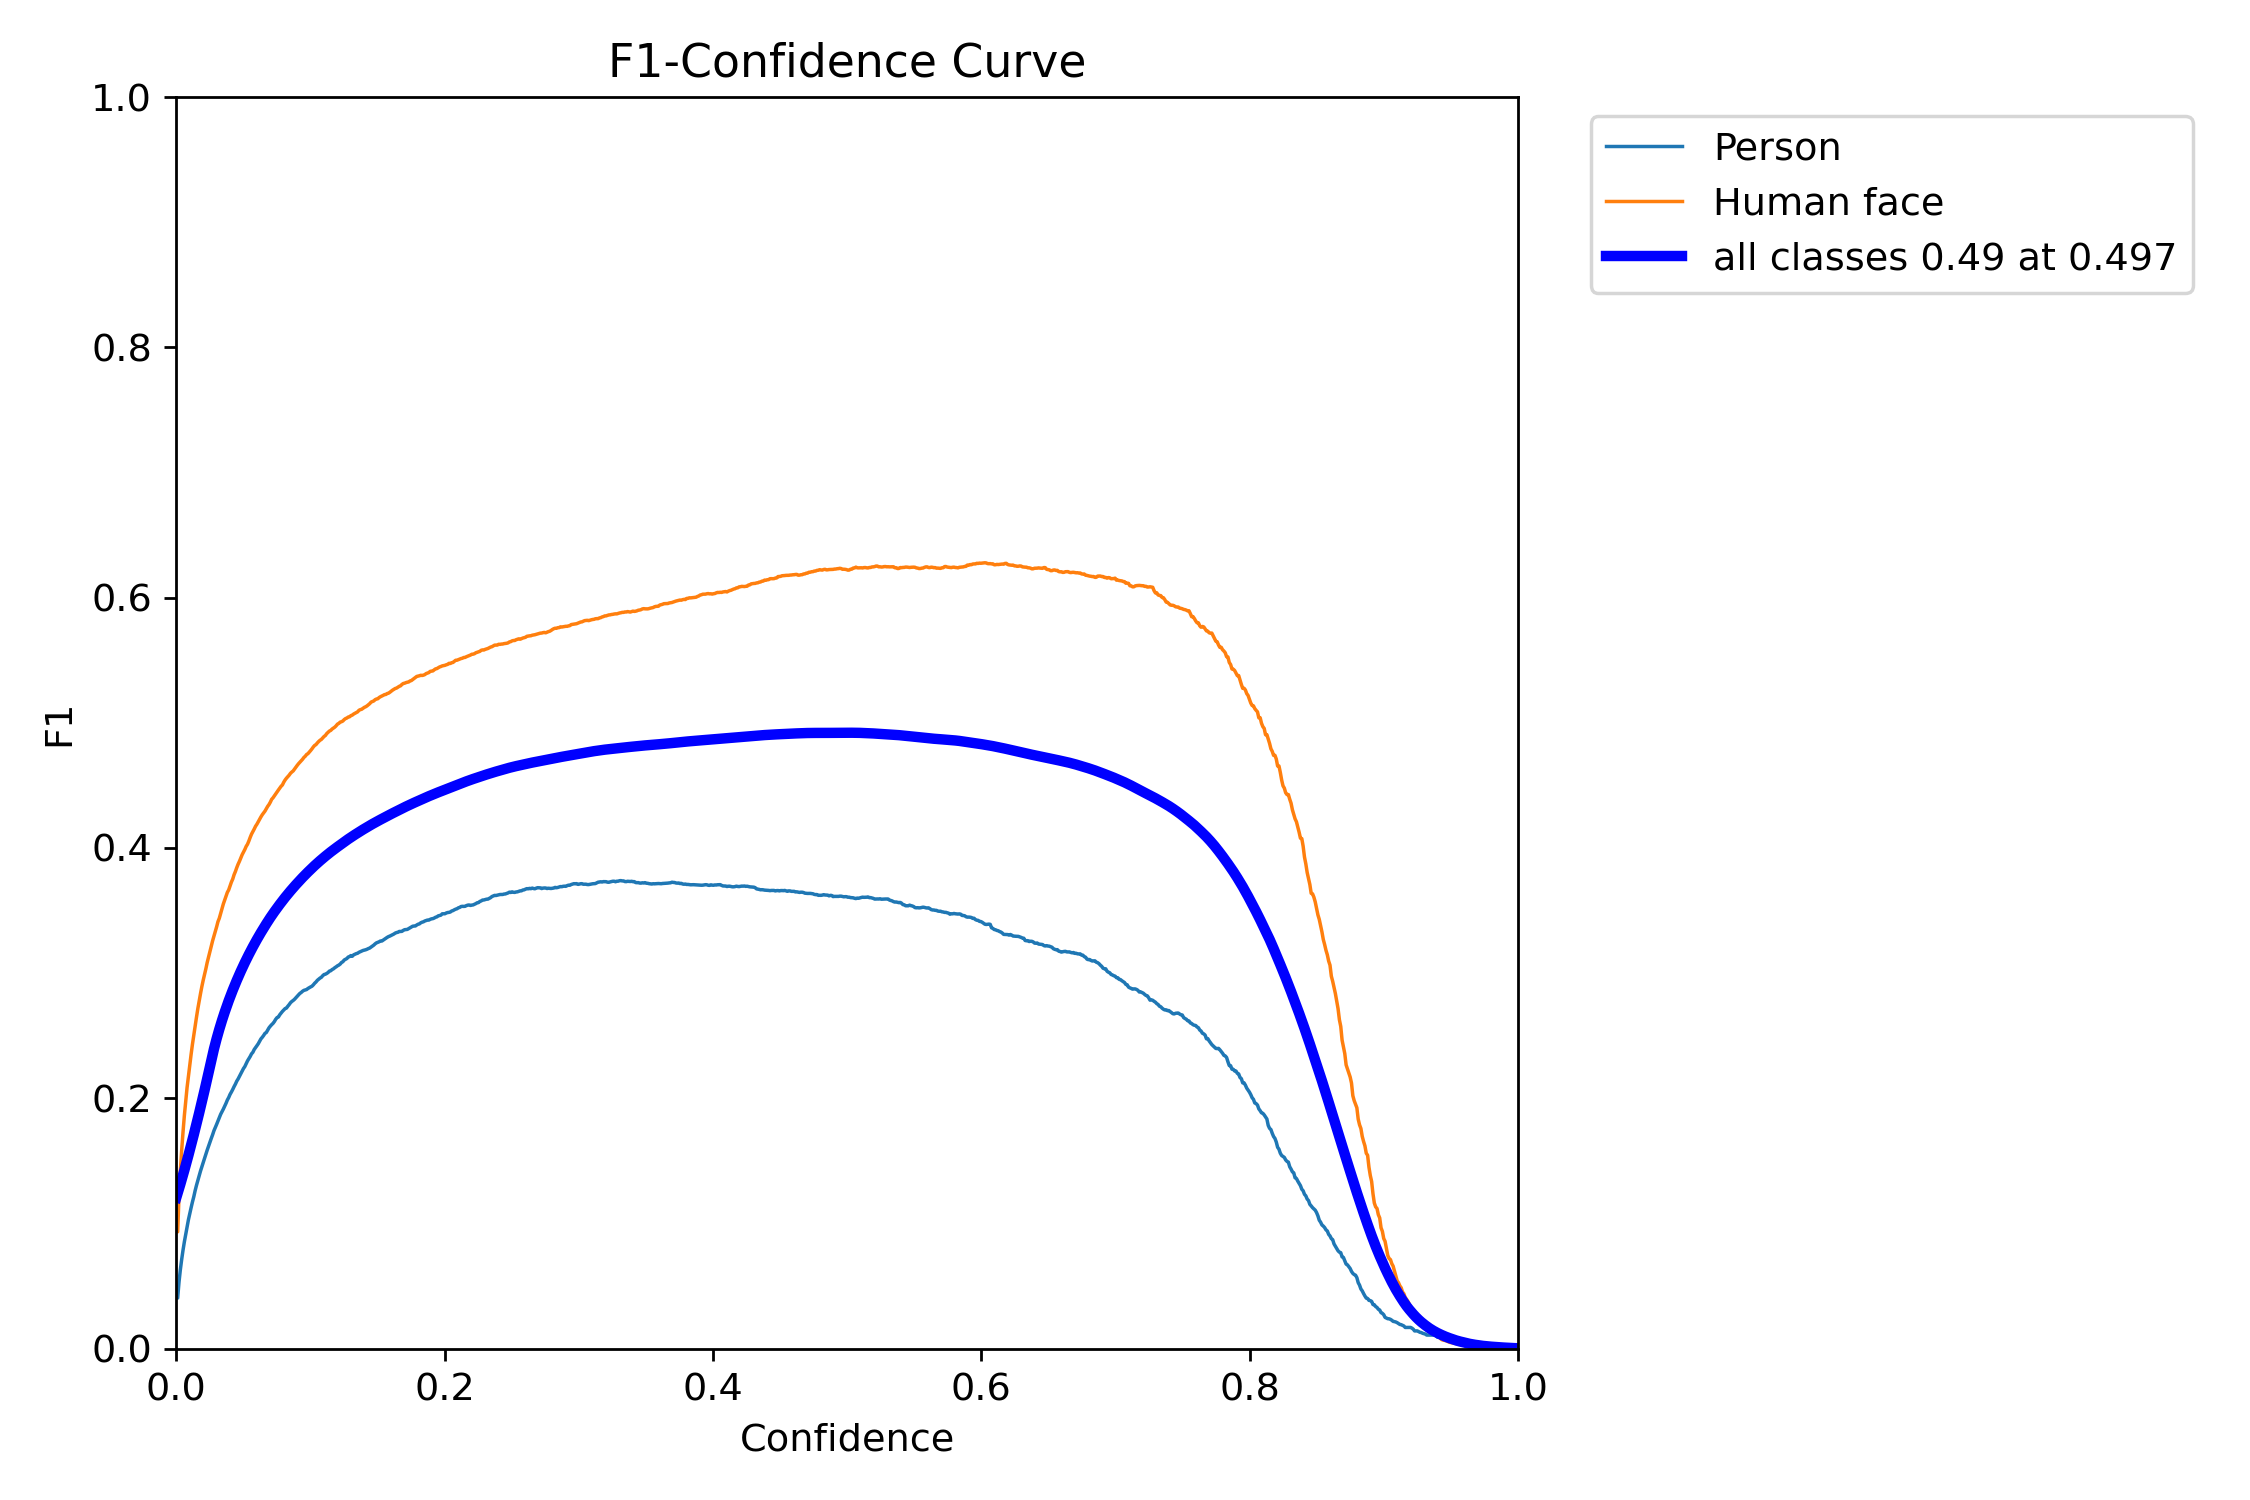 F1-Confidence Curve
1.0
0.8
0.6
0.4
0.2
0.0
F1
0.0 0.2 0.4 0.6 0.8 1.0
Confidence
Person
Human face
all classes 0.49 at 0.497